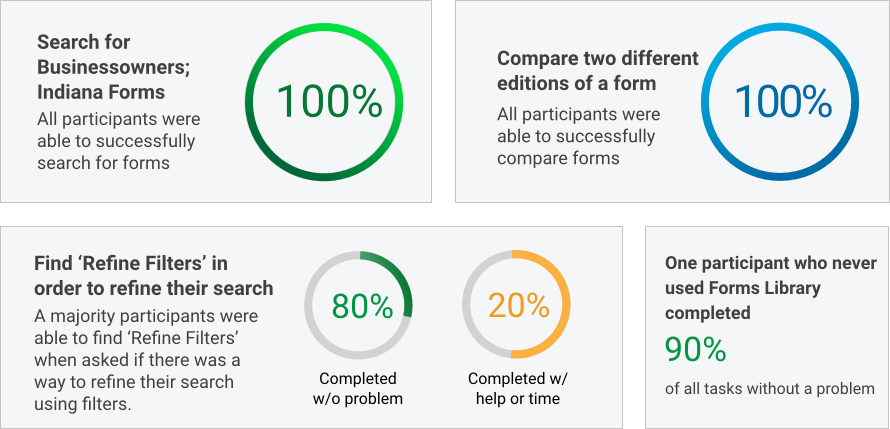 Search for
Businessowners;
Indiana Forms
All participants were
able to successfully
search for forms
100%
Compare two different
editions of a form
All participants were
able to successfully
compare forms
100%
Find ‘Refine Filters’ in
order to refine their search
A majority participants were
able to find ‘Refine Filters’
when asked if there was a
way to refine their search
using filters.
80%
Completed
w/o problem
20%
Completed w/
help or time
One participant who never
used Forms Library
completed
90%
of all tasks without a problem